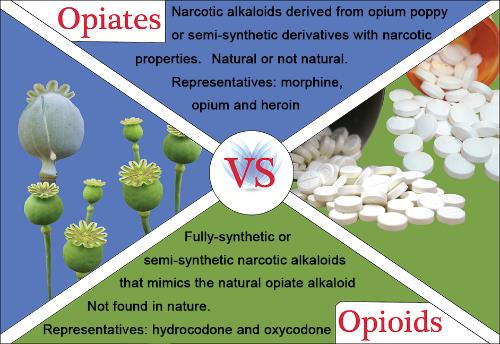 Opiates
Narcotic alkaloids derived from opium poppy
or semi-synthetic derivatives with narcotic
properties. Natural or not natural.
Representatives: morphine,
opium and heroin
VS
Fully-synthetic or
semi-synthetic narcotic alkaloids
that mimics the natural opiate alkaloid
Not found in nature.
Representatives: hydrocodone and oxycodone
Opioids